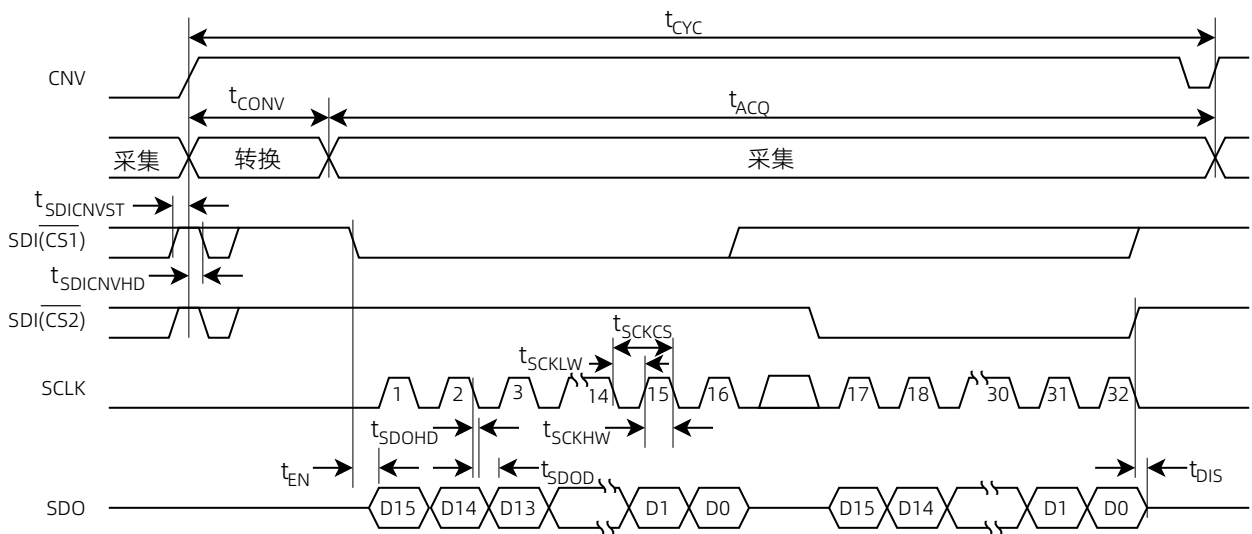 tCYC
CNV
tCONV
tACQ
采集 转换 采集
tSDICNVST
SDI(CS1)
tSDICNVHD
SDI(CS2)
tSCKCS
tSCKLW
SCLK 1 2 3 14 15 16 17 18 30 31 32
tSDOHD tSCKHW
tEN tSDOD tDIS
SDO D15 D14 D13 D1 D0 D15 D14 D1 D0